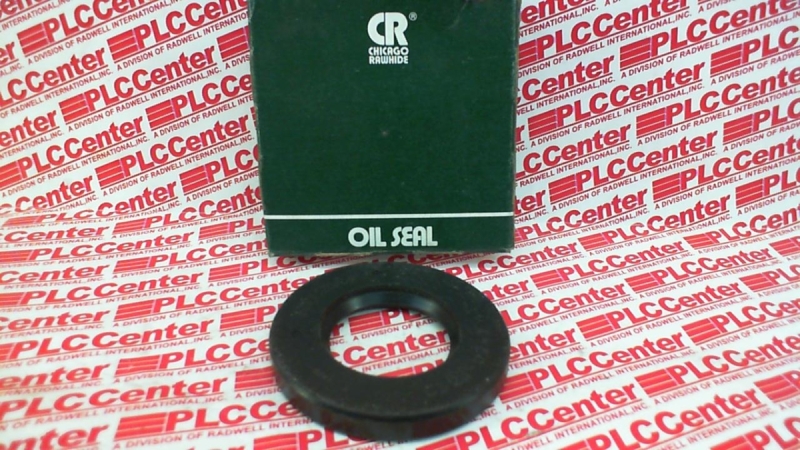 CR®
CHICAGO
RAWHIDE
OIL SEAL
PLCCenter
A DIVISION OF RADWELL INTERNATIONAL, INC.